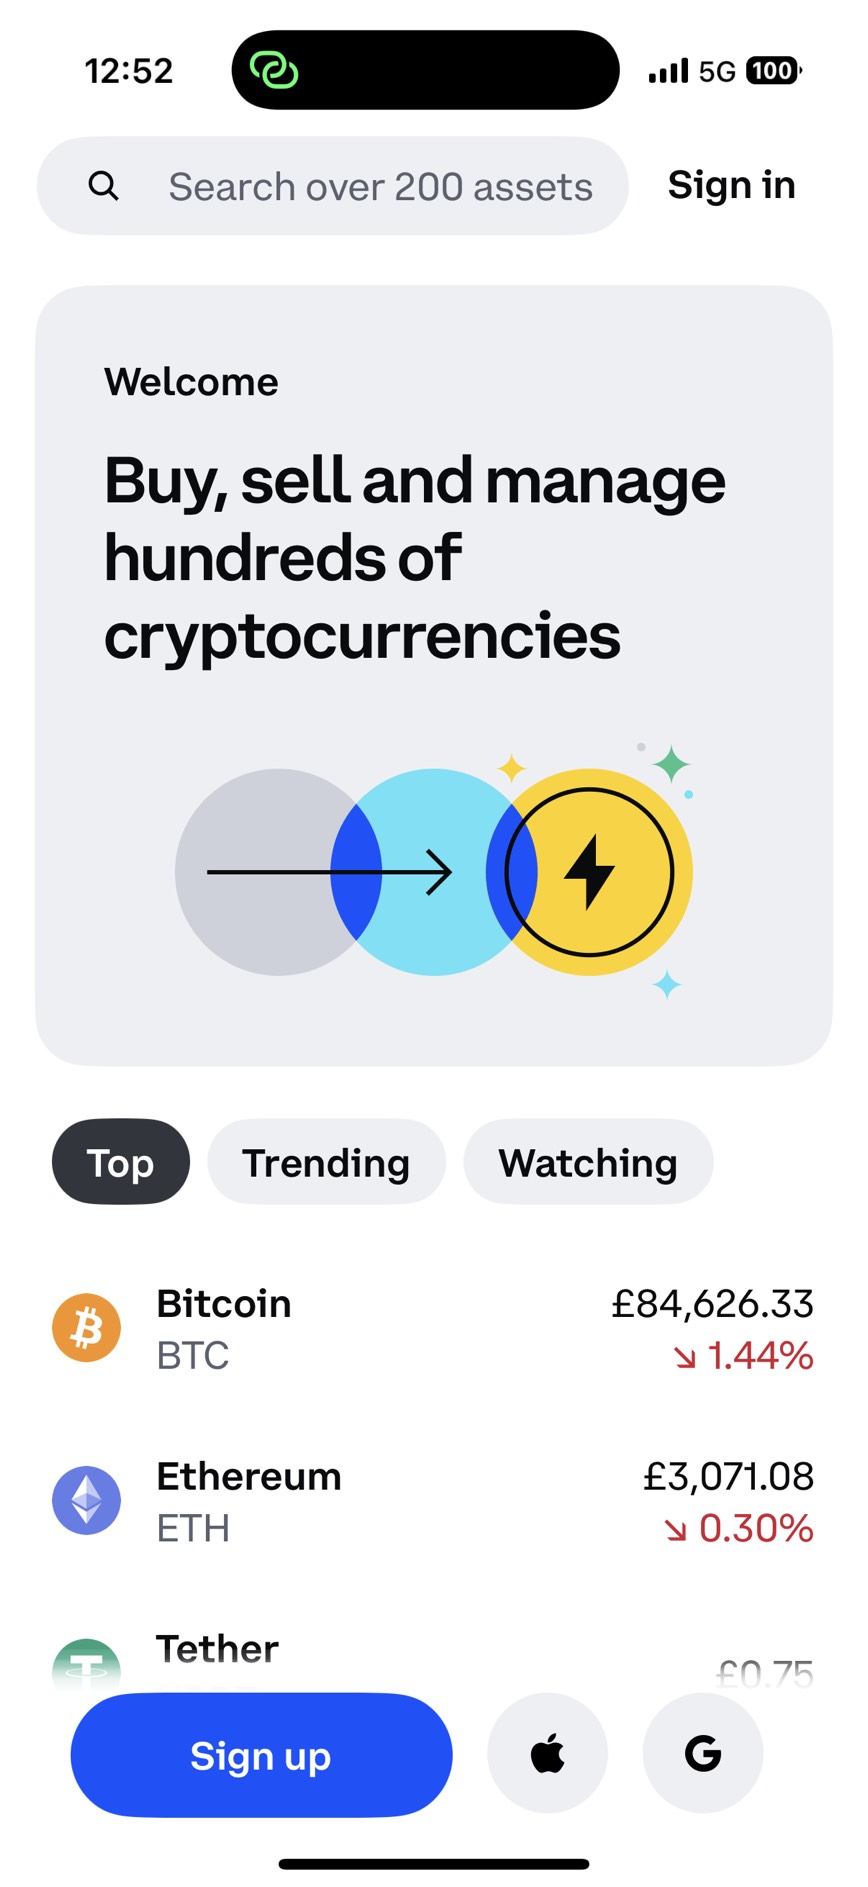 12:52
5G
100
Search over 200 assets
Sign in
Welcome
Buy, sell and manage
hundreds of
cryptocurrencies
Top
Trending
Watching
Bitcoin
£84,626.33
BTC
1.44%
Ethereum
£3,071.08
ETH
0.30%
Tether
£0.75
Sign up
G